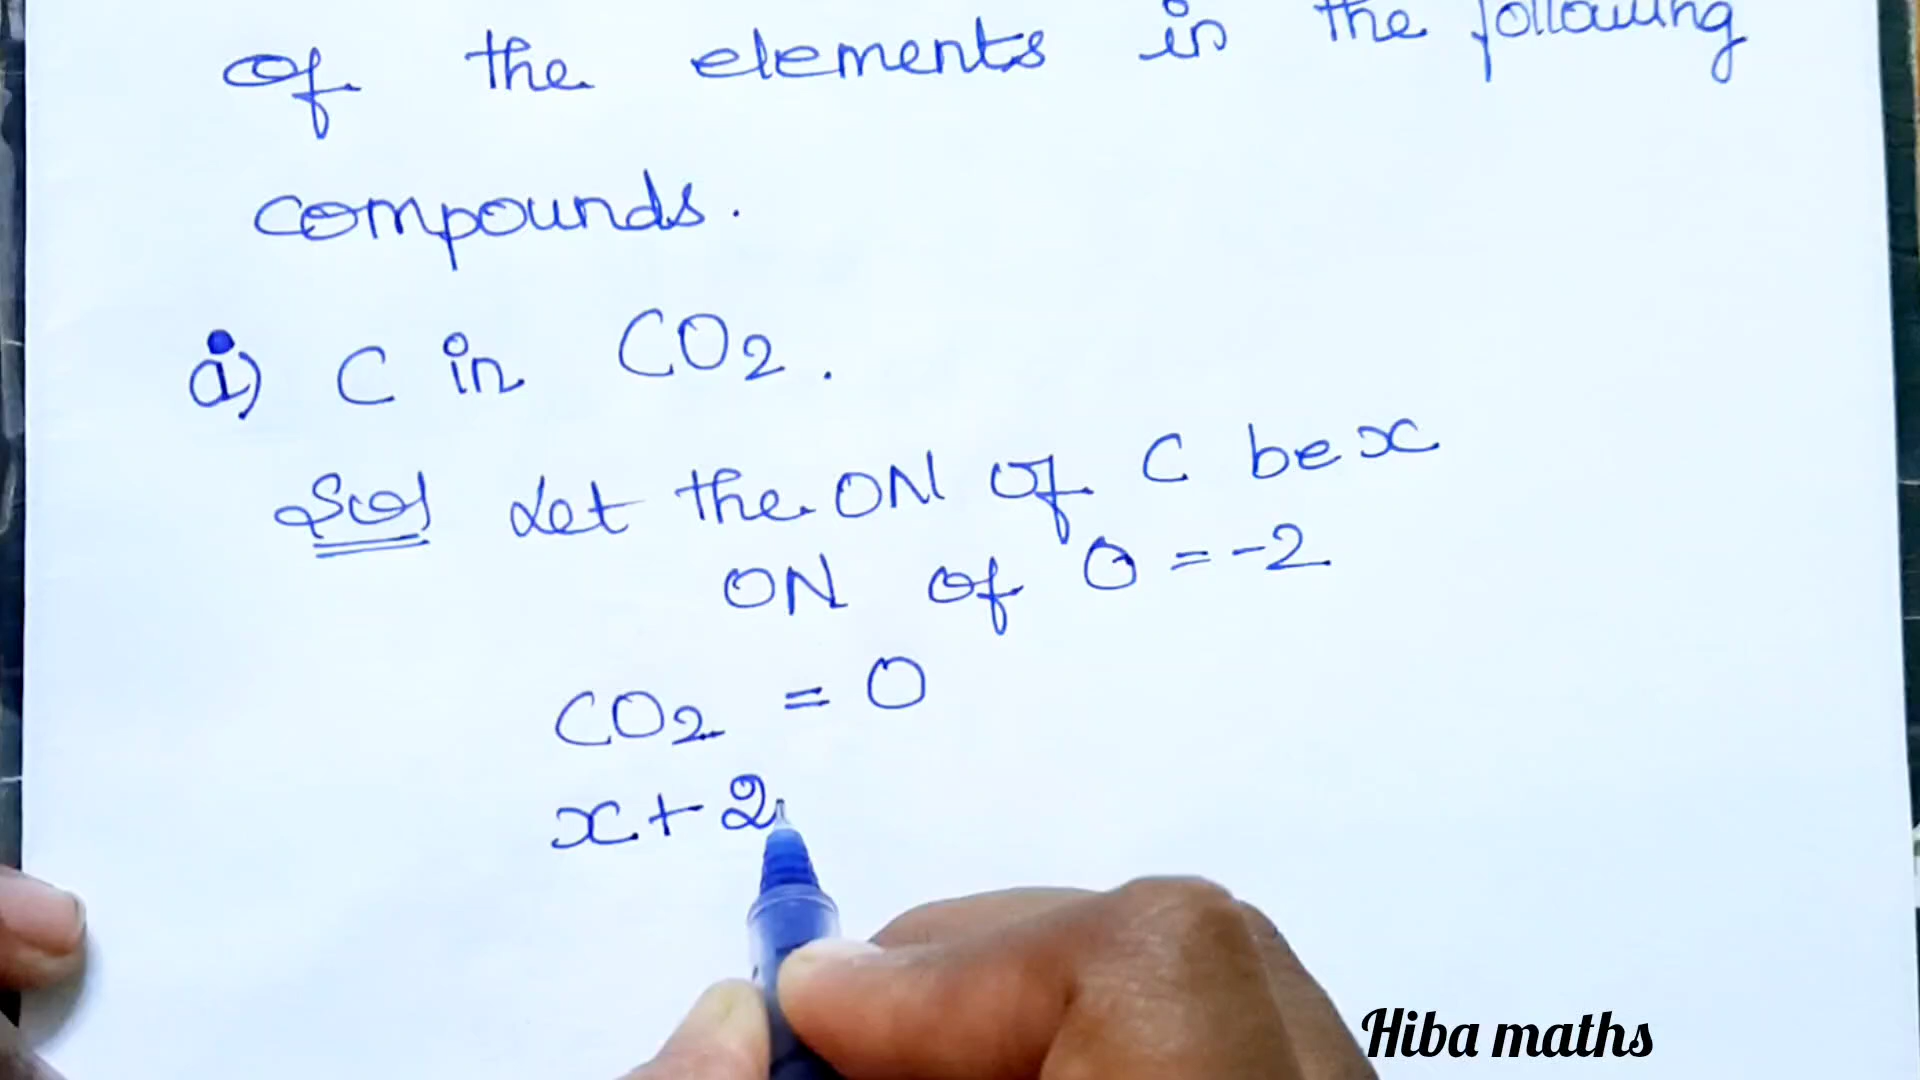 of the elements in the following
compounds.
a) C in CO2.
Sol Let the ON of C be x
ON of O = -2
CO2 = 0
x + 2
Hiba maths